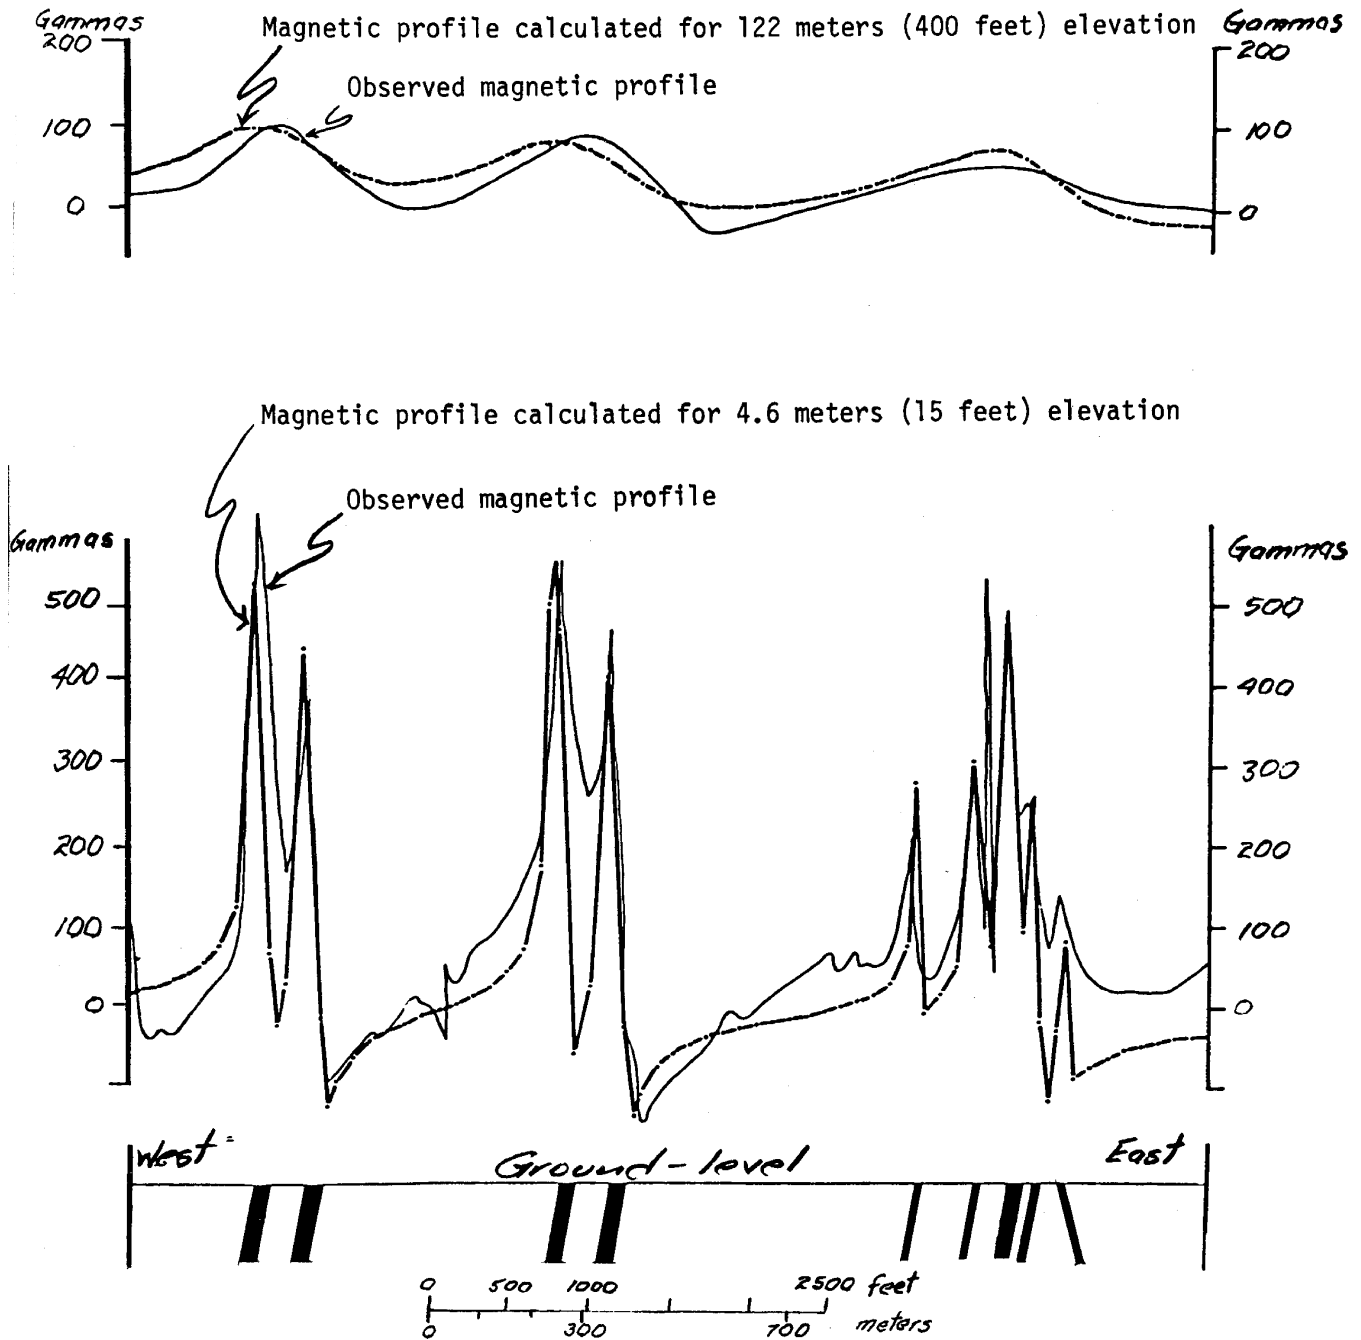 Gammas
Gammas
Magnetic profile calculated for 122 meters (400 feet) elevation
200
200
Observed magnetic profile
100
100
0
0
Magnetic profile calculated for 4.6 meters (15 feet) elevation
Observed magnetic profile
Gammas
Gammas
500
500
400
400
300
300
200
200
100
100
0
0
West
Ground-level
East
0 500 1000 2500 feet
0 300 700 meters